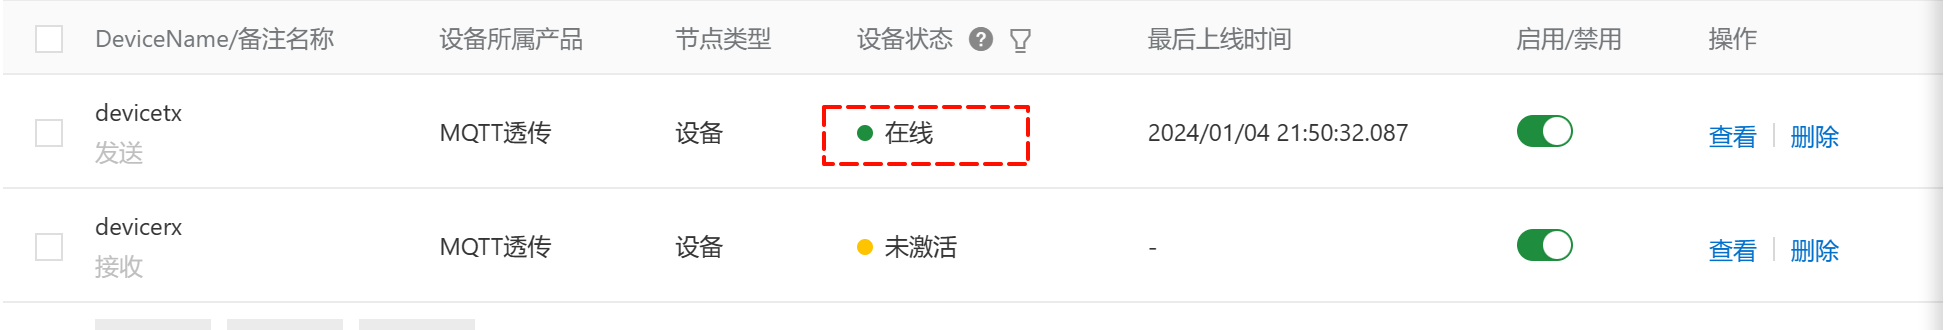 DeviceName/备注名称 设备所属产品 节点类型 设备状态 ? 最后上线时间 启用/禁用 操作
devicetx
发送
MQTT透传 设备 在线 2024/01/04 21:50:32.087 查看 删除
devicerx
接收
MQTT透传 设备 未激活 - 查看 删除